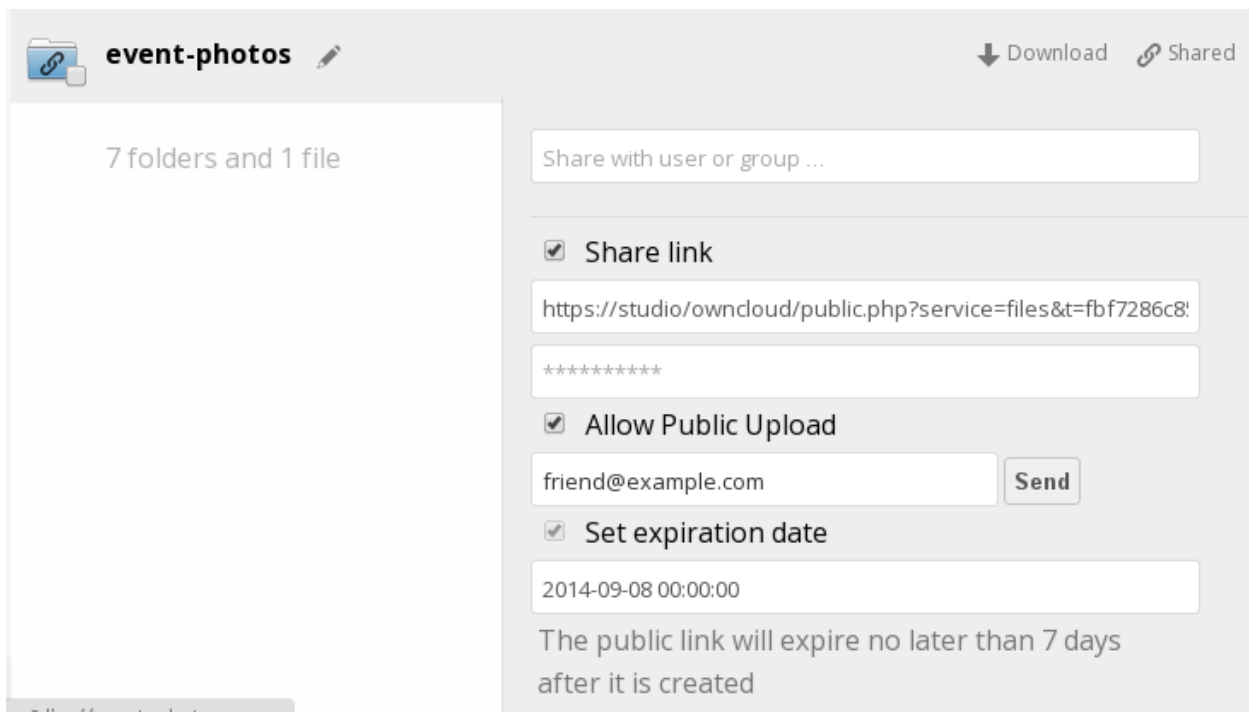 event-photos
Download
Shared
7 folders and 1 file
Share with user or group ...
Share link
https://studio/owncloud/public.php?service=files&t=fbf7286c8
**********
Allow Public Upload
friend@example.com
Send
Set expiration date
2014-09-08 00:00:00
The public link will expire no later than 7 days
after it is created